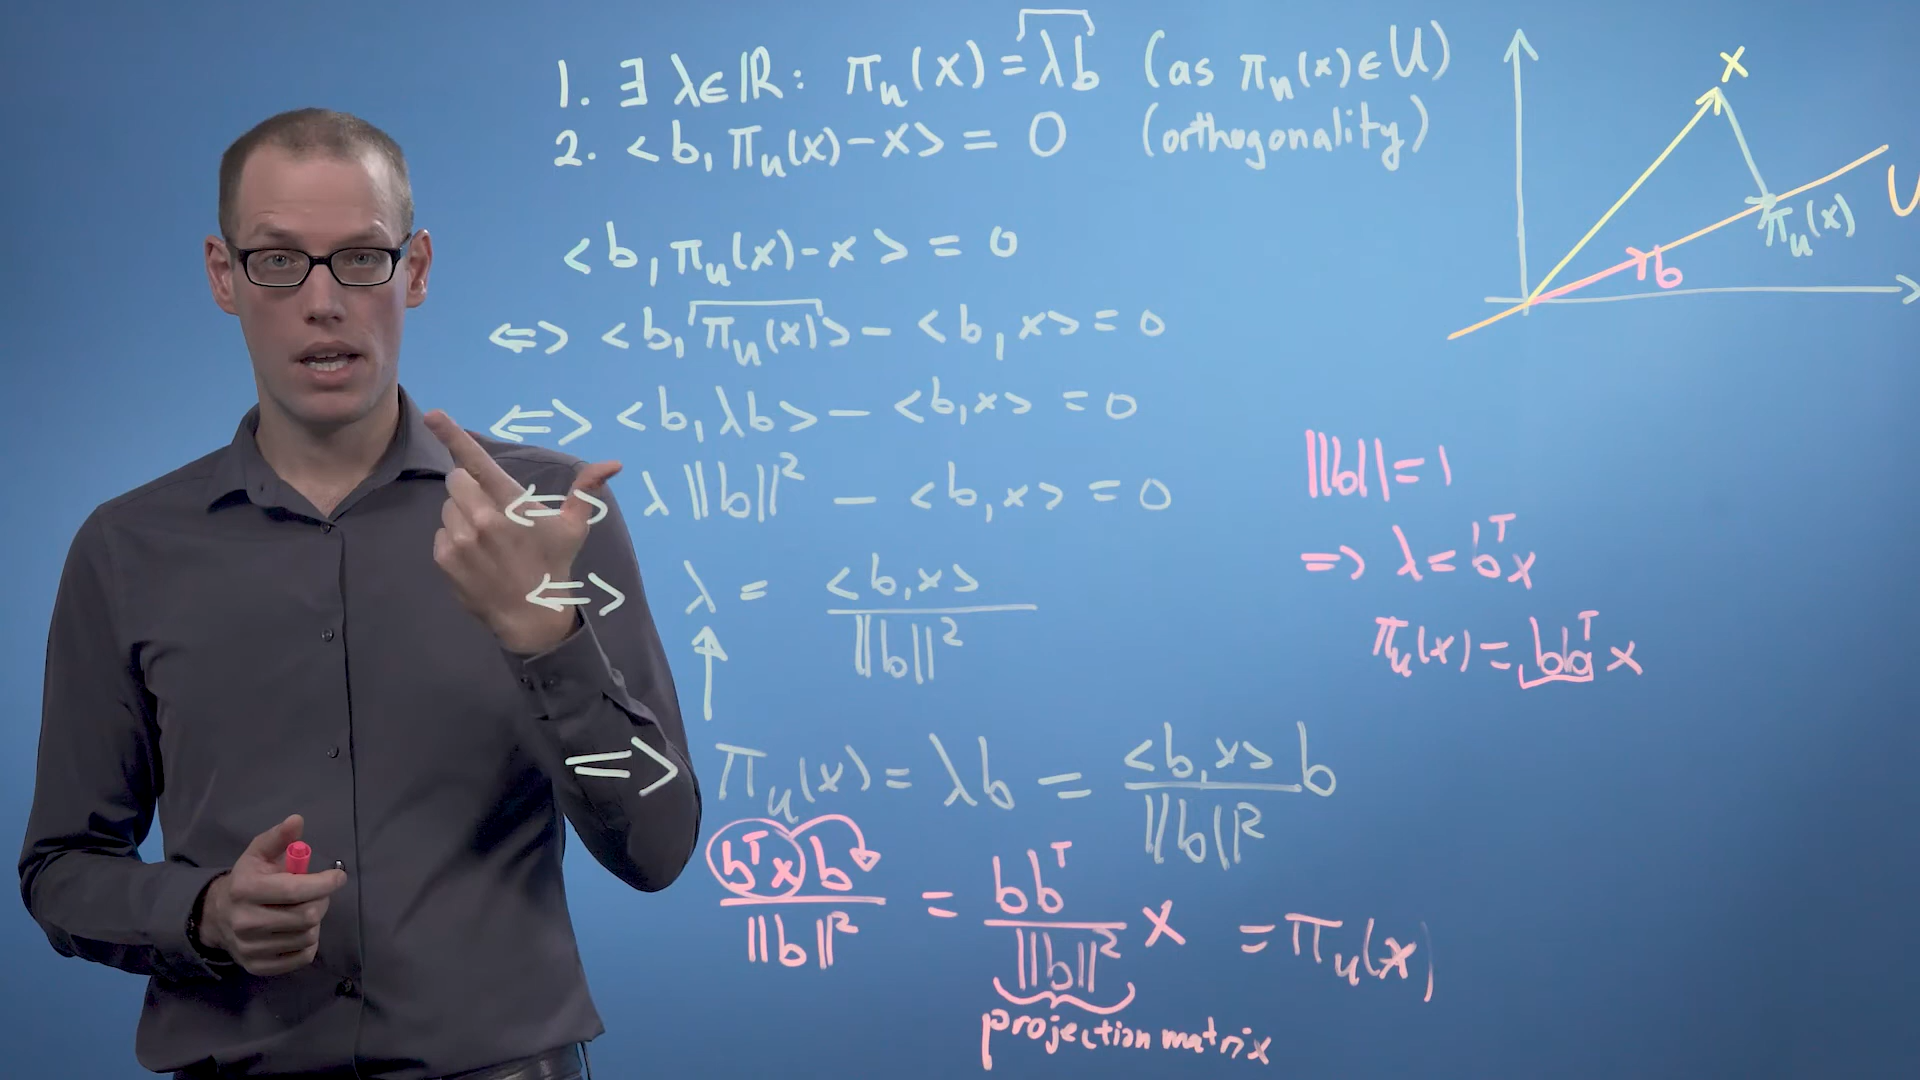 1. ∃ λ∈ℝ: π_u(x) = λb (as π_u(x)∈U)
2. <b, π_u(x)-x> = 0 (orthogonality)
<b, π_u(x)-x> = 0
⇔ <b, π_u(x)> - <b, x> = 0
⇔ <b, λb> - <b,x> = 0
⇔ λ||b||² - <b,x> = 0
⇔ λ = <b,x> / ||b||²
⇒ π_u(x) = λb = <b,x> / ||b||² b
bᵀx b / ||b||² = bbᵀ / ||b||² x = π_u(x)
projection matrix
x
U
π_u(x)
b
||b|| = 1
=> λ = bᵀx
π_u(x) = bbᵀx